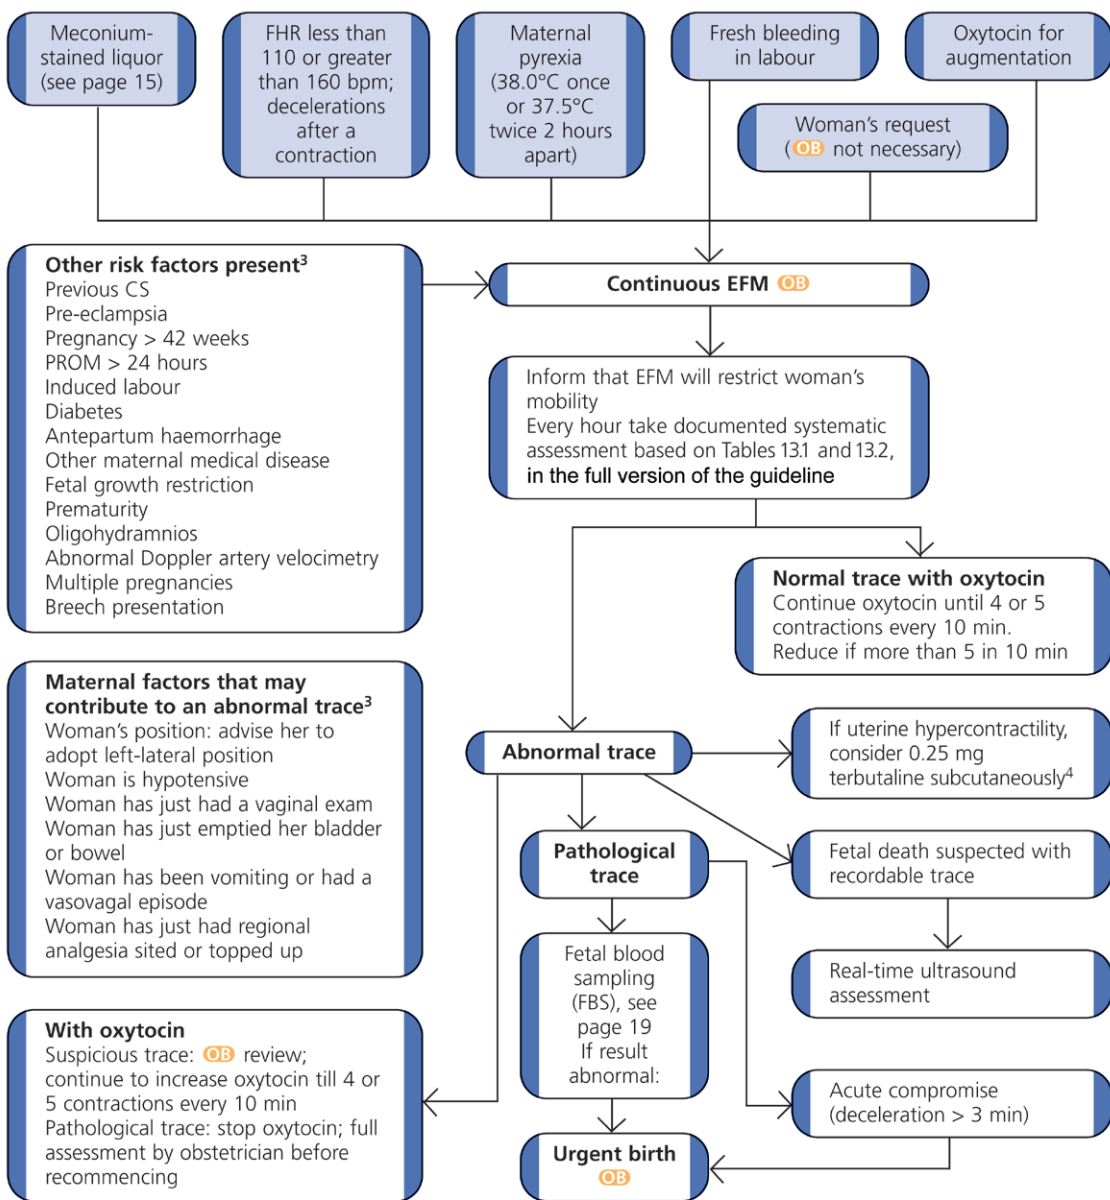 Meconium-
stained liquor
(see page 15)
FHR less than
110 or greater
than 160 bpm;
decelerations
after a
contraction
Maternal
pyrexia
(38.0°C once
or 37.5°C
twice 2 hours
apart)
Fresh bleeding
in labour
Oxytocin for
augmentation
Woman's request
(OB not necessary)
Other risk factors present³
Previous CS
Pre-eclampsia
Pregnancy > 42 weeks
PROM > 24 hours
Induced labour
Diabetes
Antepartum haemorrhage
Other maternal medical disease
Fetal growth restriction
Prematurity
Oligohydramnios
Abnormal Doppler artery velocimetry
Multiple pregnancies
Breech presentation
Continuous EFM OB
Inform that EFM will restrict woman's
mobility
Every hour take documented systematic
assessment based on Tables 13.1 and 13.2,
in the full version of the guideline
Normal trace with oxytocin
Continue oxytocin until 4 or 5
contractions every 10 min.
Reduce if more than 5 in 10 min
Maternal factors that may
contribute to an abnormal trace³
Woman's position: advise her to
adopt left-lateral position
Woman is hypotensive
Woman has just had a vaginal exam
Woman has just emptied her bladder
or bowel
Woman has been vomiting or had a
vasovagal episode
Woman has just had regional
analgesia sited or topped up
Abnormal trace
If uterine hypercontractility,
consider 0.25 mg
terbutaline subcutaneously⁴
Pathological
trace
Fetal death suspected with
recordable trace
Fetal blood
sampling
(FBS), see
page 19
If result
abnormal:
Real-time ultrasound
assessment
With oxytocin
Suspicious trace: OB review;
continue to increase oxytocin till 4 or
5 contractions every 10 min
Pathological trace: stop oxytocin; full
assessment by obstetrician before
recommencing
Acute compromise
(deceleration > 3 min)
Urgent birth
OB